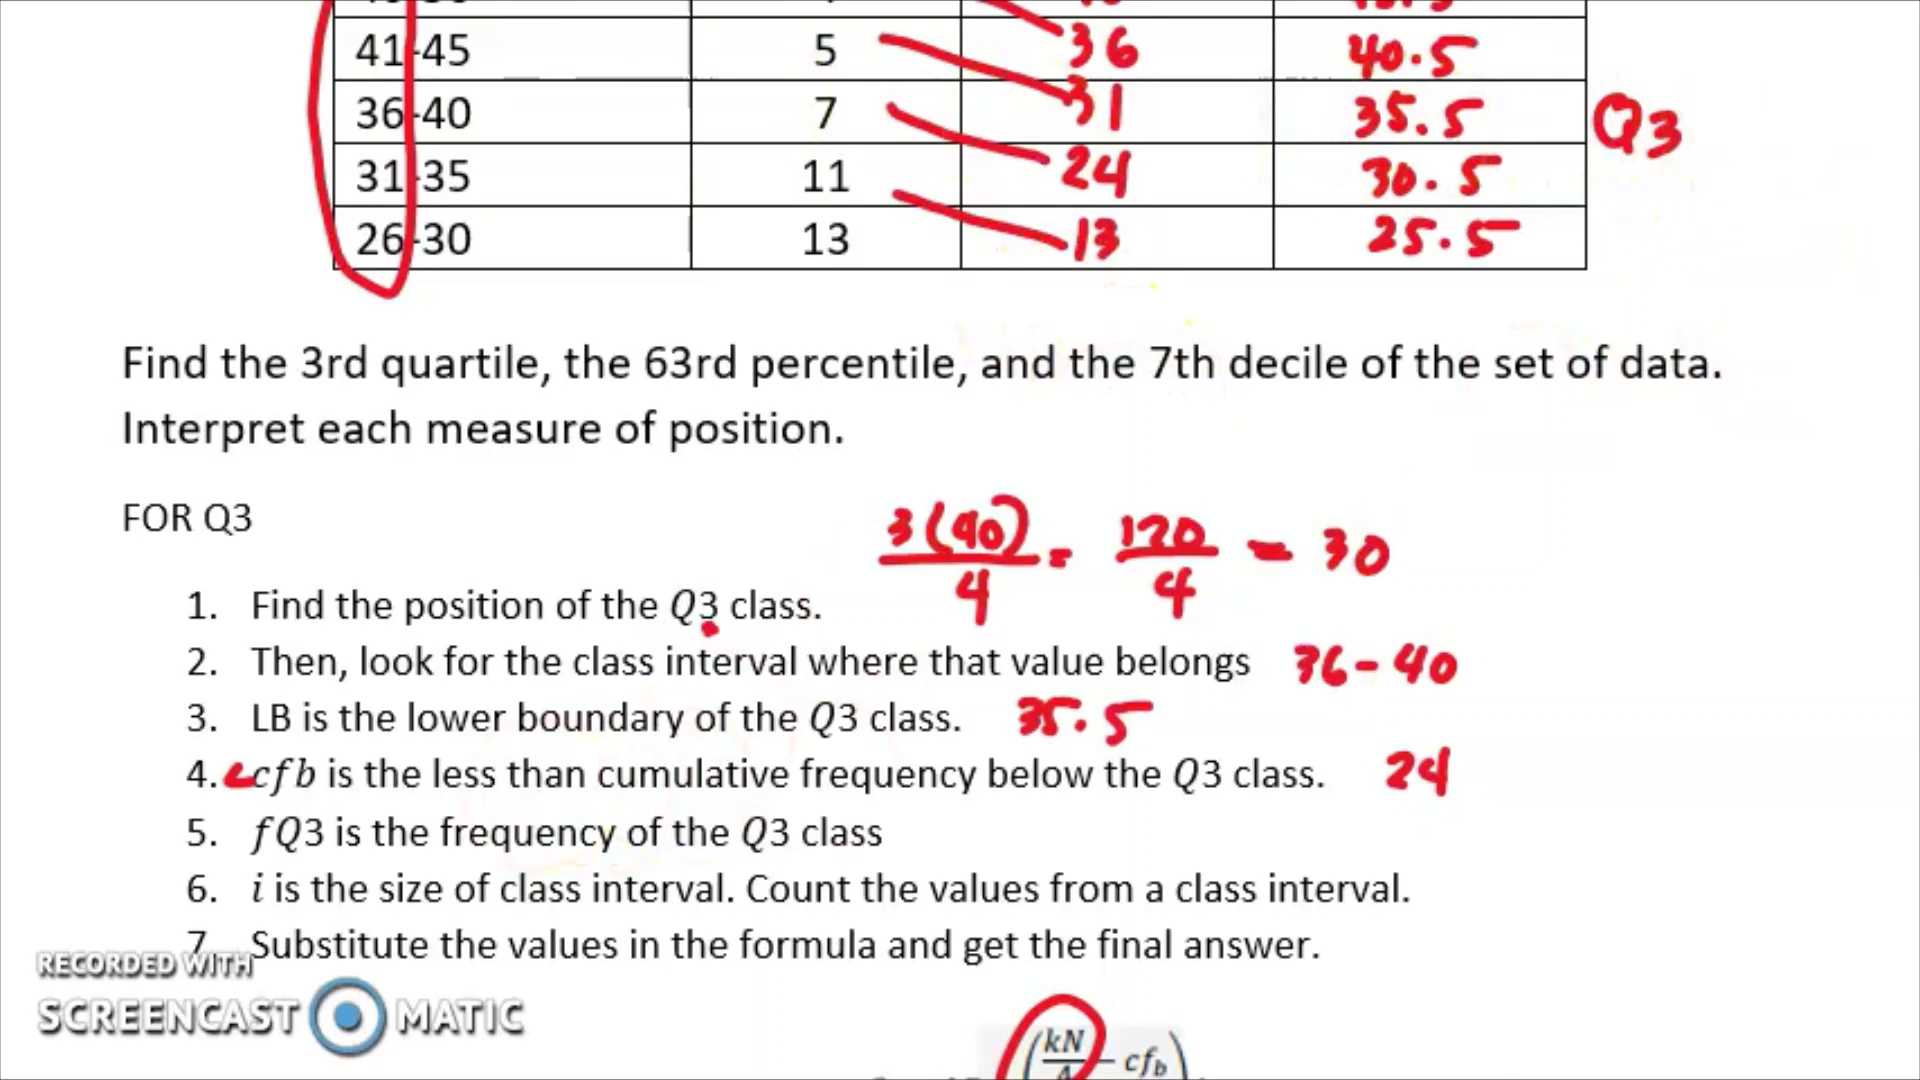 41-45 5 36 40.5
36-40 7 31 35.5 Q3
31-35 11 24 30.5
26-30 13 13 25.5
Find the 3rd quartile, the 63rd percentile, and the 7th decile of the set of data.
Interpret each measure of position.
FOR Q3
3(40)/4 = 120/4 = 30
1. Find the position of the Q3 class.
2. Then, look for the class interval where that value belongs 36-40
3. LB is the lower boundary of the Q3 class. 35.5
4. <cfb is the less than cumulative frequency below the Q3 class. 24
5. fQ3 is the frequency of the Q3 class
6. i is the size of class interval. Count the values from a class interval.
7. Substitute the values in the formula and get the final answer.
RECORDED WITH
SCREENCAST MATIC
(kN/4 - cfb)